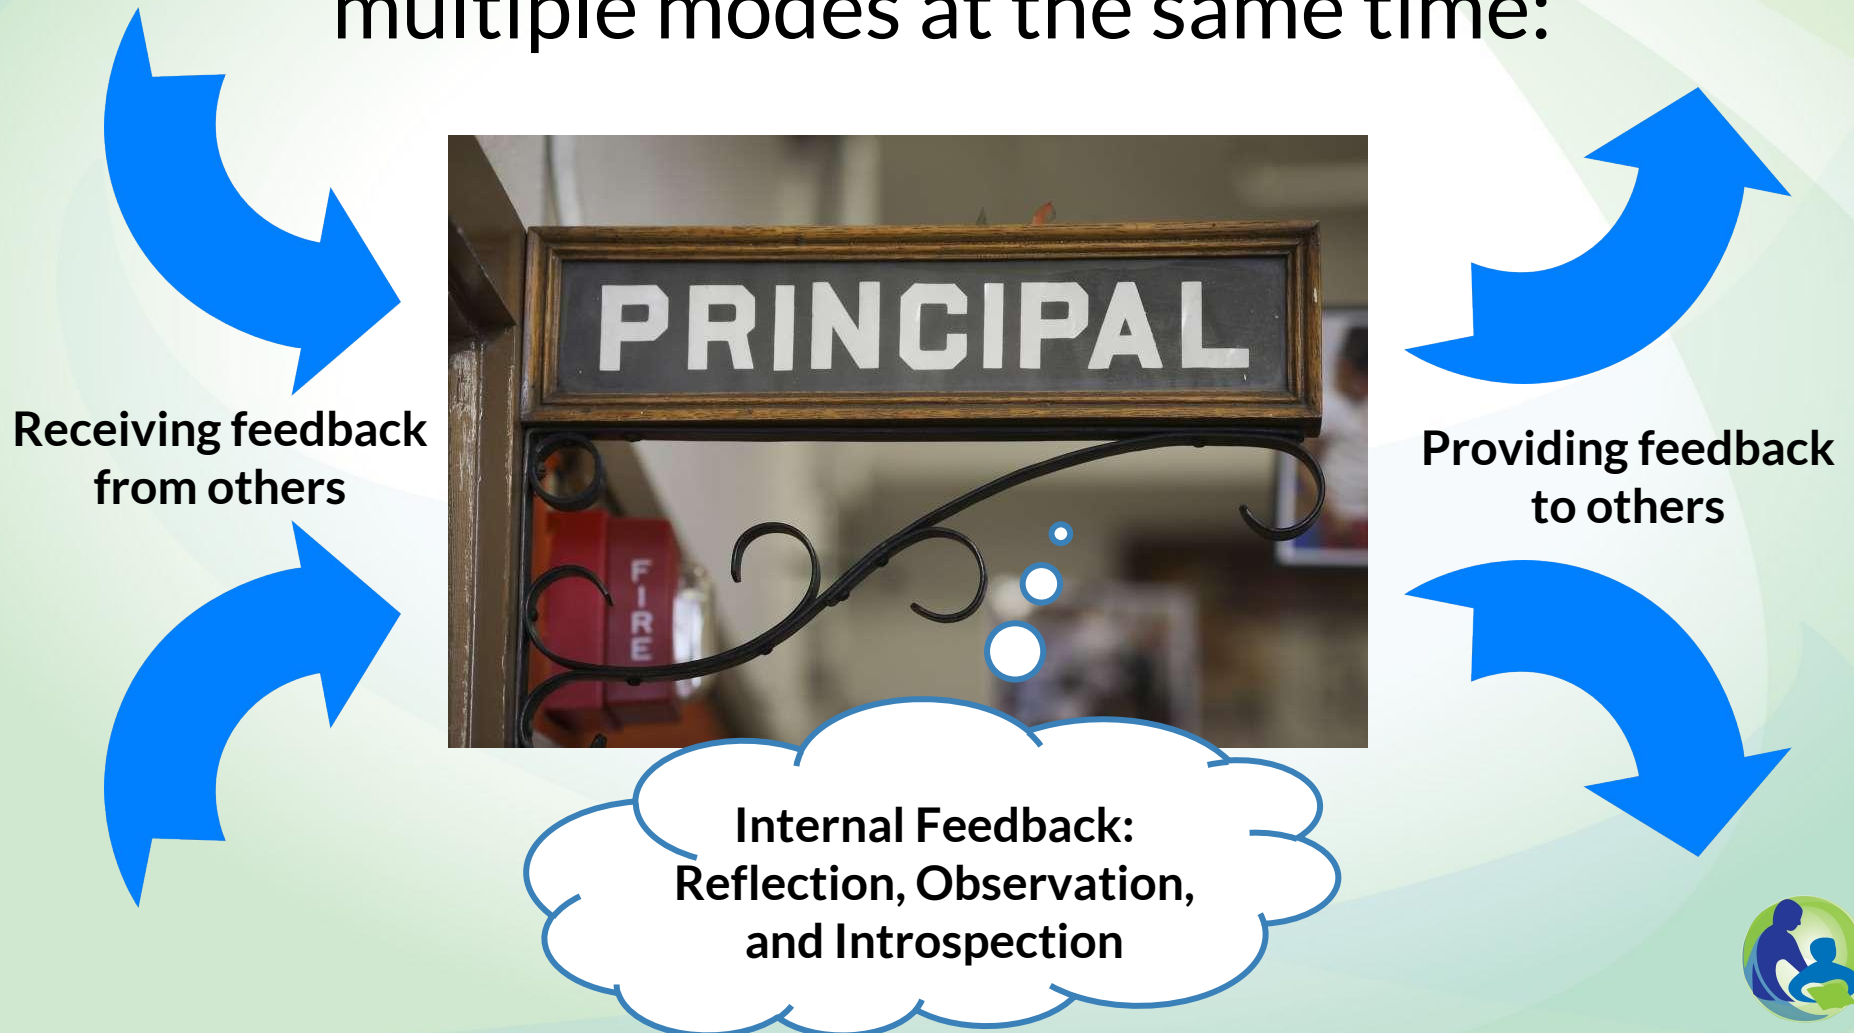 multiple modes at the same time:
PRINCIPAL
Receiving feedback
from others
Providing feedback
to others
FIRE
Internal Feedback:
Reflection, Observation,
and Introspection